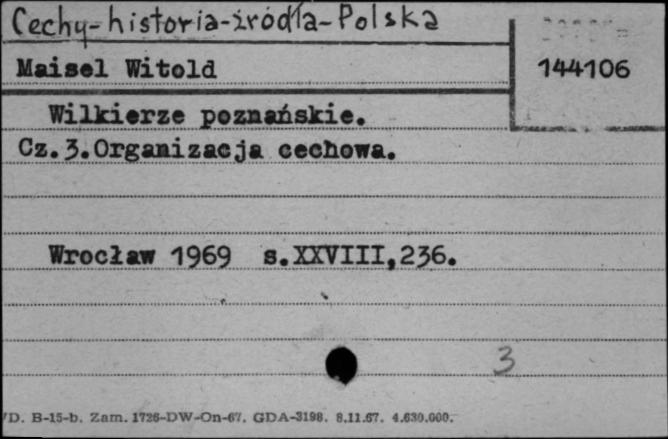 Cechy-historia-źródła-Polska
Maisel Witold
144106
Wilkierze poznańskie.
Cz.3.Organizacja cechowa.
Wrocław 1969 s.XXVIII,236.
3
D. B-15-b. Zam. 1726-DW-On-67. GDA-3198. 8.11.67. 4.630.000.